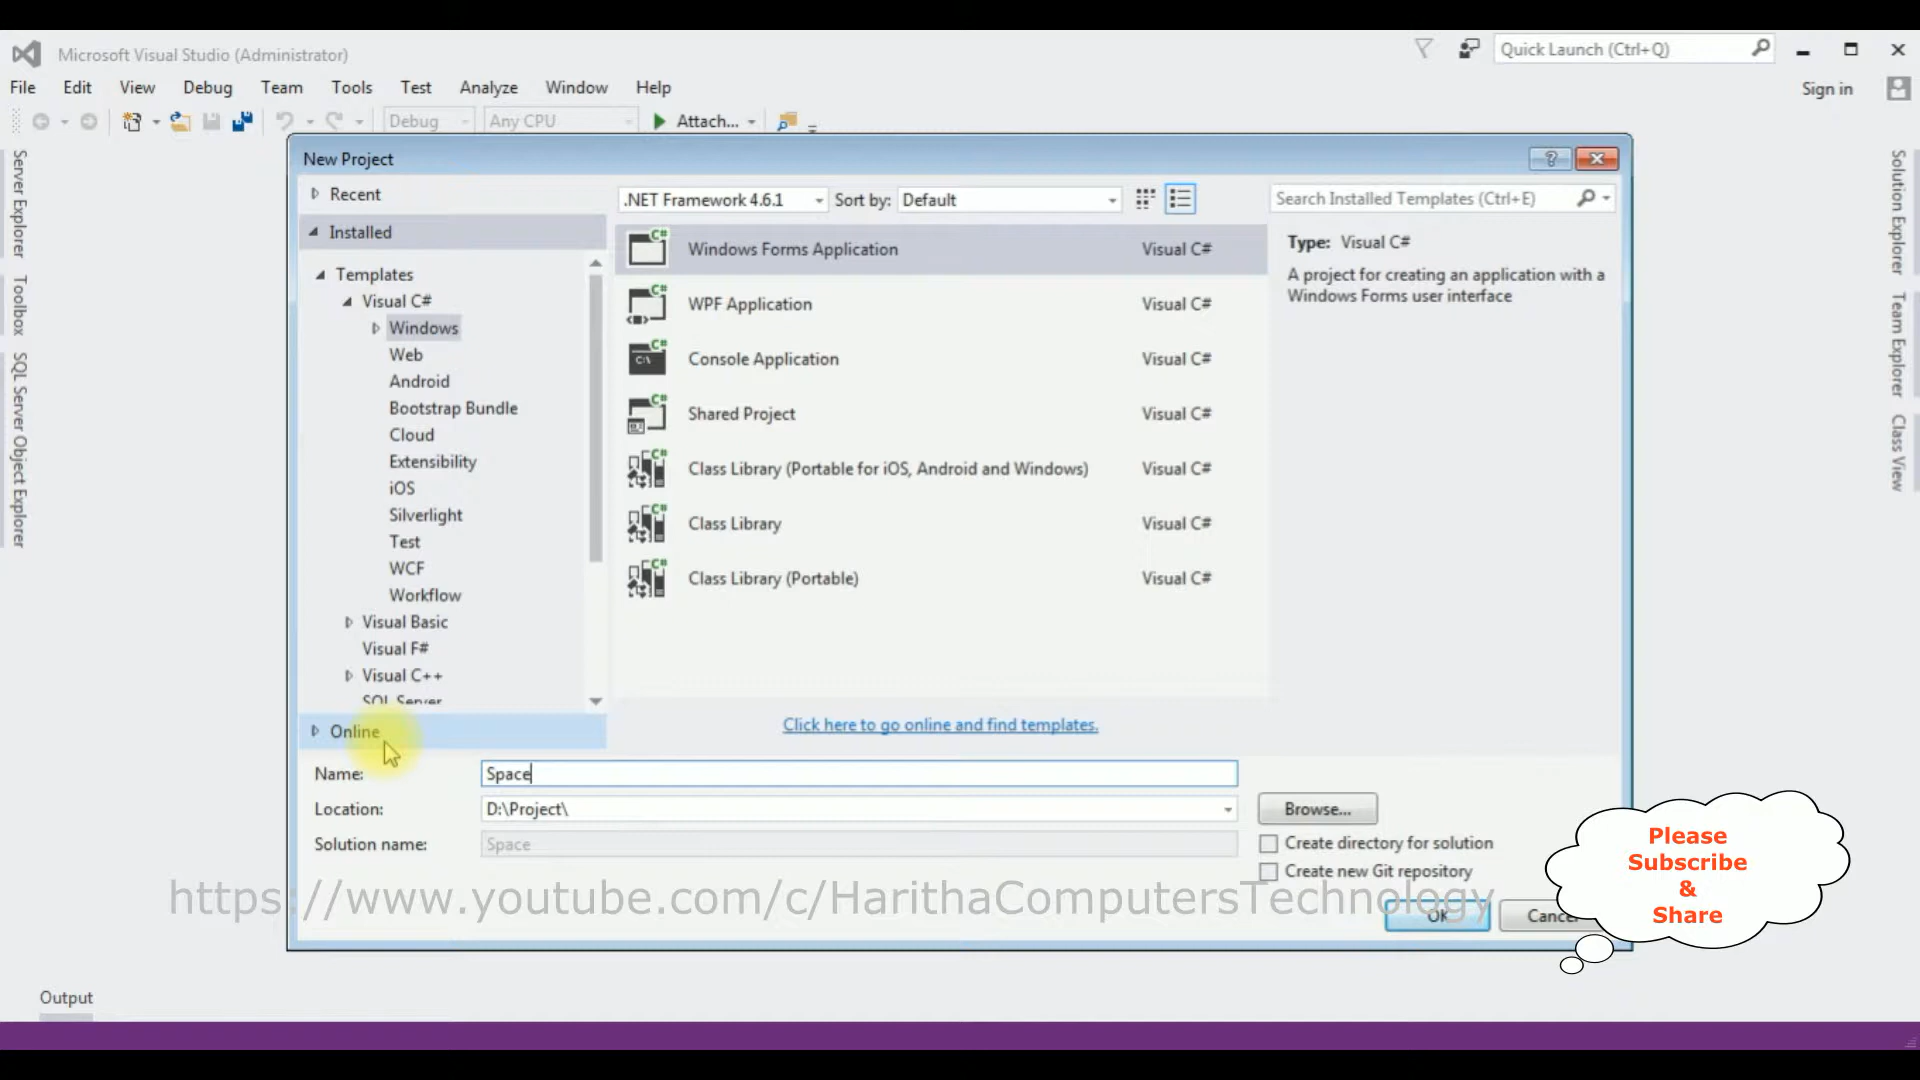 Microsoft Visual Studio (Administrator)
Quick Launch (Ctrl+Q)
File Edit View Debug Team Tools Test Analyze Window Help
Sign in
Debug Any CPU Attach...
Server Explorer
Toolbox
SQL Server Object Explorer
New Project
?
Recent
Installed
Templates
Visual C#
Windows
Web
Android
Bootstrap Bundle
Cloud
Extensibility
iOS
Silverlight
Test
WCF
Workflow
Visual Basic
Visual F#
Visual C++
SQL Server
Online
.NET Framework 4.6.1 Sort by: Default
Windows Forms Application Visual C#
WPF Application Visual C#
Console Application Visual C#
Shared Project Visual C#
Class Library (Portable for iOS, Android and Windows) Visual C#
Class Library Visual C#
Class Library (Portable) Visual C#
Click here to go online and find templates.
Search Installed Templates (Ctrl+E)
Type: Visual C#
A project for creating an application with a
Windows Forms user interface
Name: Space
Location: D:\Project\ Browse...
Solution name: Space
Create directory for solution
Create new Git repository
OK
https://www.youtube.com/c/HarithaComputersTechnology
Please
Subscribe
&
Share
Solution Explorer
Team Explorer
Class View
Output